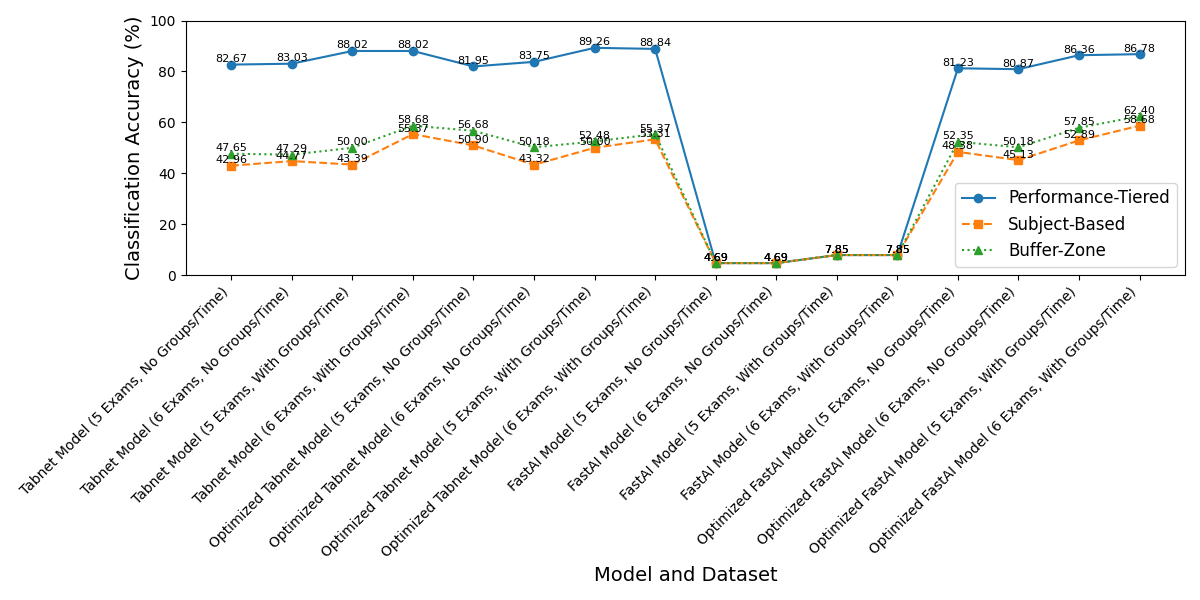 Classification Accuracy (%)
100
80
60
40
20
0
82.67
83.03
88.02
88.02
81.95
83.75
89.26
88.84
4.69
4.69
7.85
7.85
81.23
80.87
86.36
86.78
42.96
44.77
43.39
55.37
50.90
43.32
50.00
53.31
48.38
45.13
52.89
58.68
47.65
47.29
50.00
58.68
56.68
50.18
52.48
55.37
52.35
50.18
57.85
62.40
Performance-Tiered
Subject-Based
Buffer-Zone
Tabnet Model (5 Exams, No Groups/Time)
Tabnet Model (6 Exams, No Groups/Time)
Tabnet Model (5 Exams, With Groups/Time)
Tabnet Model (6 Exams, With Groups/Time)
Optimized Tabnet Model (5 Exams, No Groups/Time)
Optimized Tabnet Model (6 Exams, No Groups/Time)
Optimized Tabnet Model (5 Exams, With Groups/Time)
Optimized Tabnet Model (6 Exams, With Groups/Time)
FastAI Model (5 Exams, No Groups/Time)
FastAI Model (6 Exams, No Groups/Time)
FastAI Model (5 Exams, With Groups/Time)
FastAI Model (6 Exams, With Groups/Time)
Optimized FastAI Model (5 Exams, No Groups/Time)
Optimized FastAI Model (6 Exams, No Groups/Time)
Optimized FastAI Model (5 Exams, With Groups/Time)
Optimized FastAI Model (6 Exams, With Groups/Time)
Model and Dataset